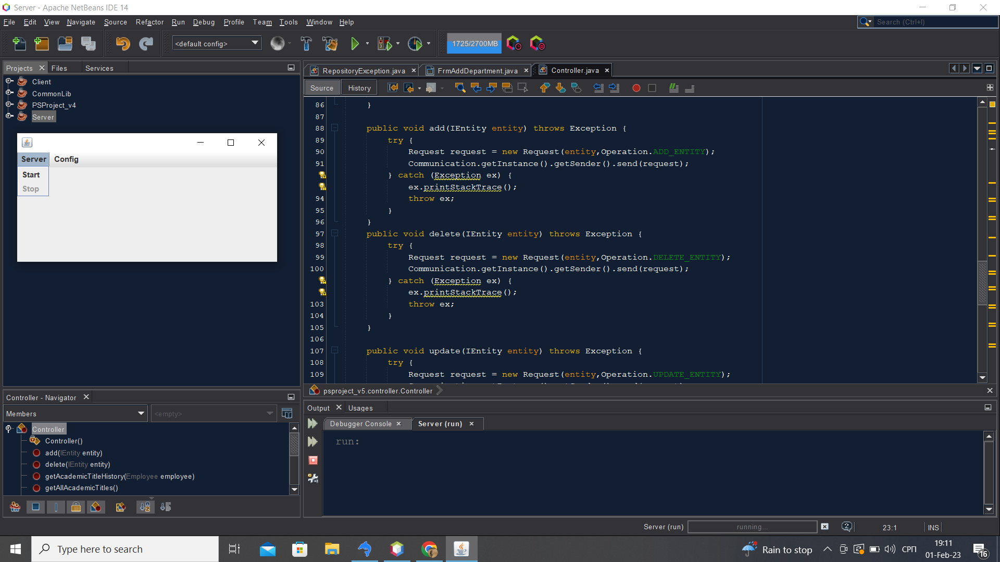 Server - Apache NetBeans IDE 14
File Edit View Navigate Source Refactor Run Debug Profile Team Tools Window Help
Search (Ctrl+I)
<default config>
1725/2700MB
Projects Files Services
Client
CommonLib
PSProject_v4
Server
Server Config
Start
Stop
RepositoryException.java FrmAddDepartment.java Controller.java
Source History
86 }
87
88 public void add(IEntity entity) throws Exception {
89 try {
90 Request request = new Request(entity,Operation.ADD_ENTITY);
91 Communication.getInstance().getSender().send(request);
} catch (Exception ex) {
ex.printStackTrace();
94 throw ex;
95 }
96 }
97 public void delete(IEntity entity) throws Exception {
98 try {
99 Request request = new Request(entity,Operation.DELETE_ENTITY);
100 Communication.getInstance().getSender().send(request);
} catch (Exception ex) {
ex.printStackTrace();
103 throw ex;
104 }
105 }
106
107 public void update(IEntity entity) throws Exception {
108 try {
109 Request request = new Request(entity,Operation.UPDATE_ENTITY);
psproject_v5.controller.Controller
Controller - Navigator
Members <empty>
Controller
Controller()
add(IEntity entity)
delete(IEntity entity)
getAcademicTitleHistory(Employee employee)
getAllAcademicTitles()
Output Usages
Debugger Console Server (run)
run:
Server (run) running... 2 23:1 INS
Type here to search
Rain to stop
СРП
19:11
01-Feb-23
16